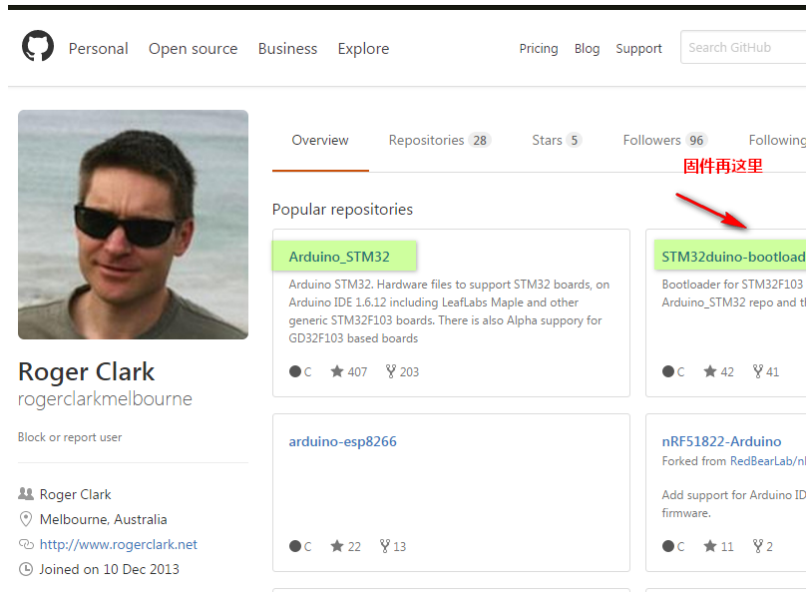 Personal Open source Business Explore Pricing Blog Support Search GitHub
Overview Repositories 28 Stars 5 Followers 96 Following
固件再这里
Popular repositories
Arduino_STM32
Arduino STM32. Hardware files to support STM32 boards, on
Arduino IDE 1.6.12 including LeafLabs Maple and other
generic STM32F103 boards. There is also Alpha suppory for
GD32F103 based boards
C 407 203
STM32duino-bootload
Bootloader for STM32F103
Arduino_STM32 repo and th
C 42 41
Roger Clark
rogerclarkmelbourne
Block or report user
Roger Clark
Melbourne, Australia
http://www.rogerclark.net
Joined on 10 Dec 2013
arduino-esp8266
C 22 13
nRF51822-Arduino
Forked from RedBearLab/nl
Add support for Arduino ID
firmware.
C 11 2